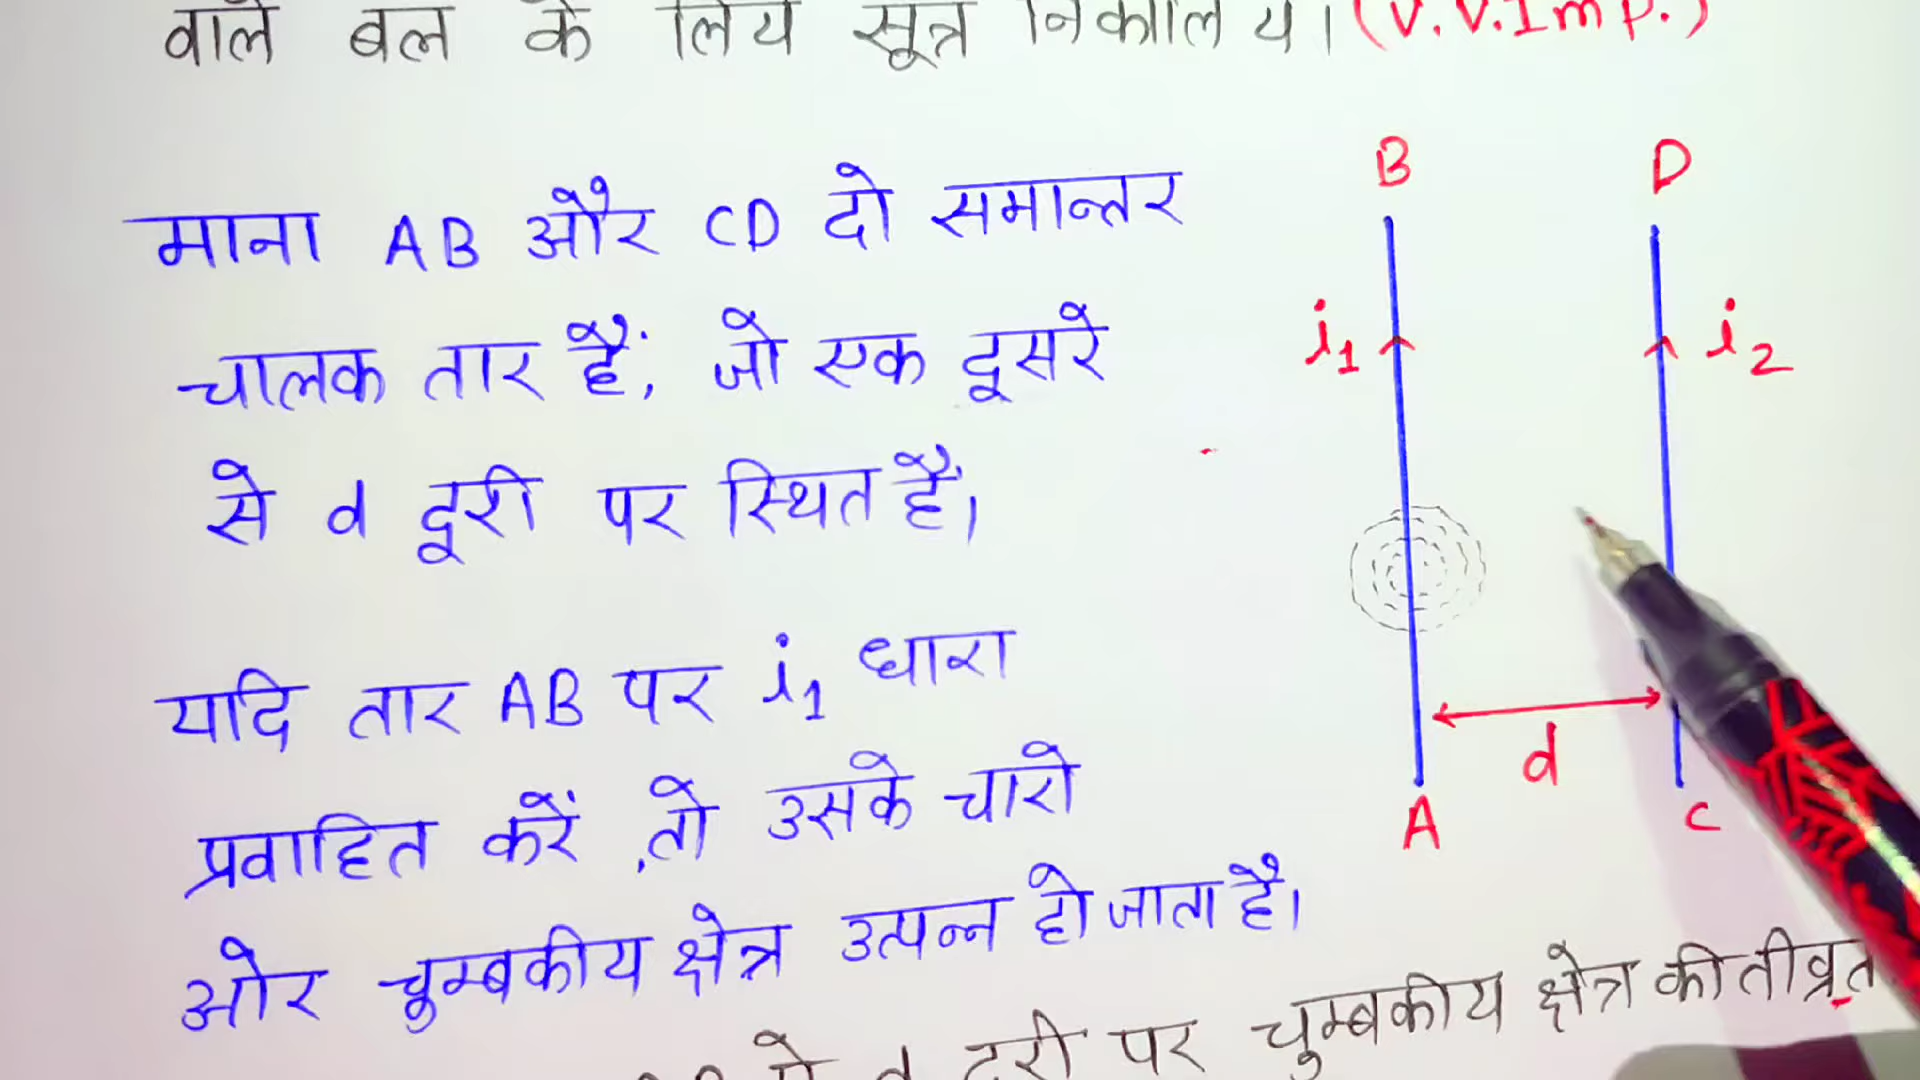 वाले बल के लिये सूत्र निकालिये। (V.V.Imp.)
माना AB और CD दो समान्तर
चालक तार हैं, जो एक दूसरे
से d दूरी पर स्थित हैं।
यदि तार AB पर i1 धारा
प्रवाहित करें, तो उसके चारो
ओर चुम्बकीय क्षेत्र उत्पन्न हो जाता है।
से d दूरी पर चुम्बकीय क्षेत्र की
B
D
i1
i2
d
A
C